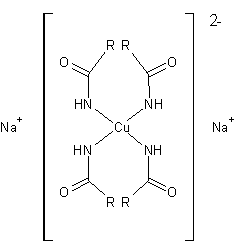 2-
R R
O O
HN NH
Na+ Cu Na+
HN NH
O O
R R